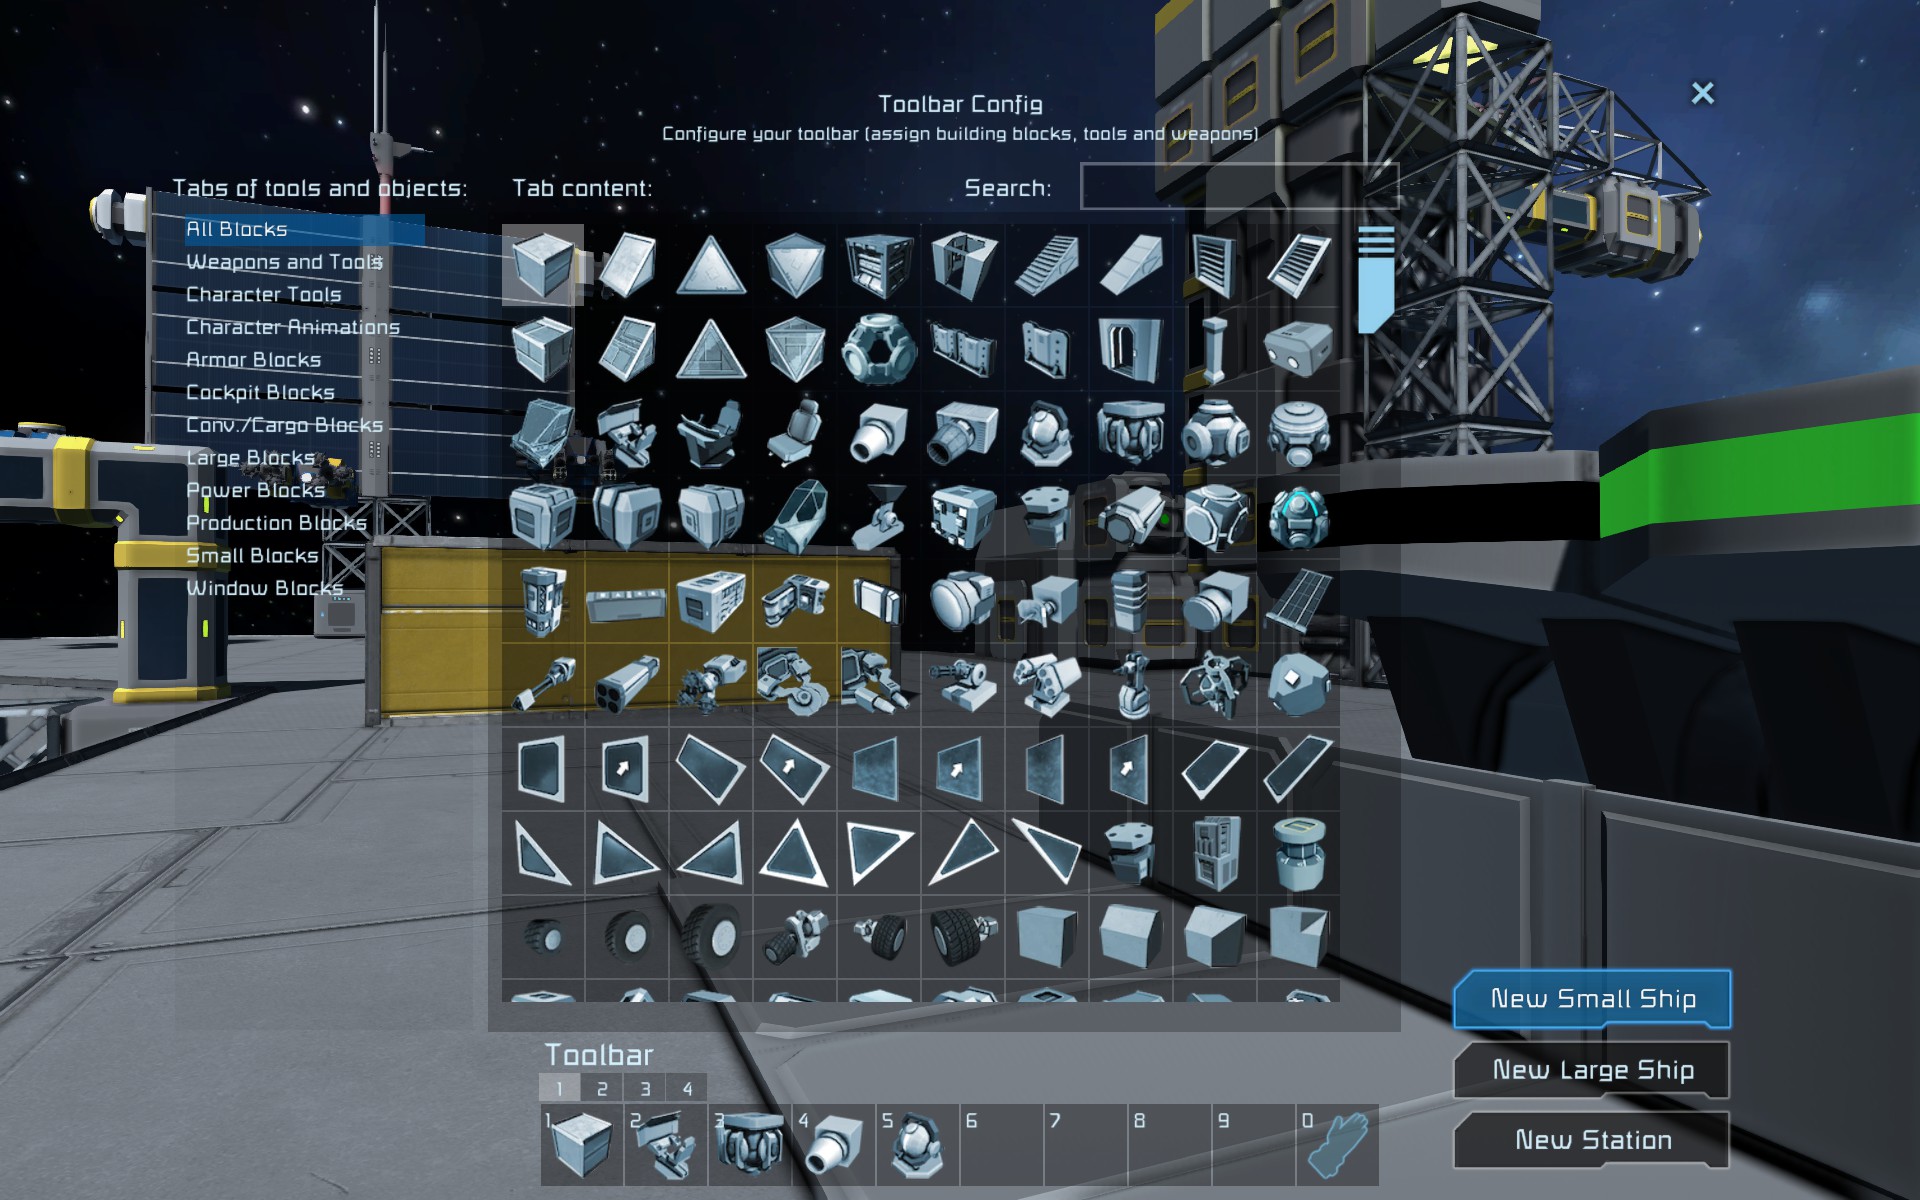 Toolbar Config
Configure your toolbar (assign building blocks, tools and weapons)
Tabs of tools and objects:
Tab content:
Search:
All Blocks
Weapons and Tools
Character Tools
Character Animations
Armor Blocks
Cockpit Blocks
Conv./Cargo Blocks
Large Blocks
Power Blocks
Production Blocks
Small Blocks
Window Blocks
New Small Ship
New Large Ship
New Station
Toolbar
1 2 3 4
1 2 3 4 5 6 7 8 9 0